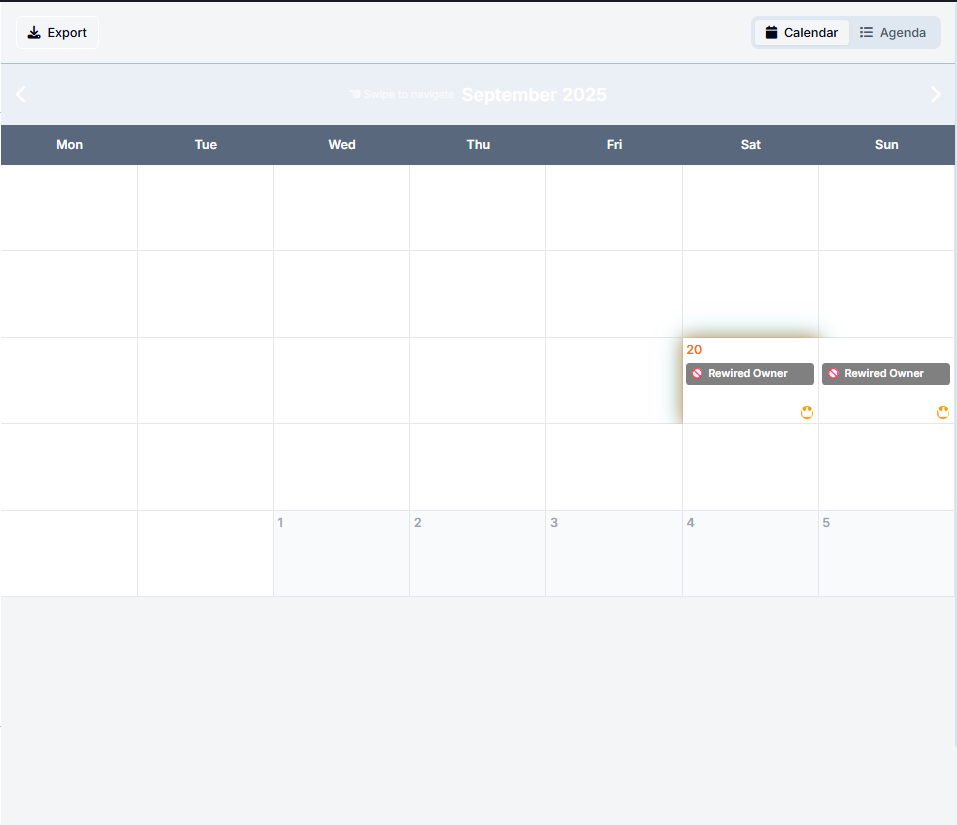 Export
Calendar
Agenda
Swipe to navigate September 2025
Mon Tue Wed Thu Fri Sat Sun
20
Rewired Owner Rewired Owner
1 2 3 4 5